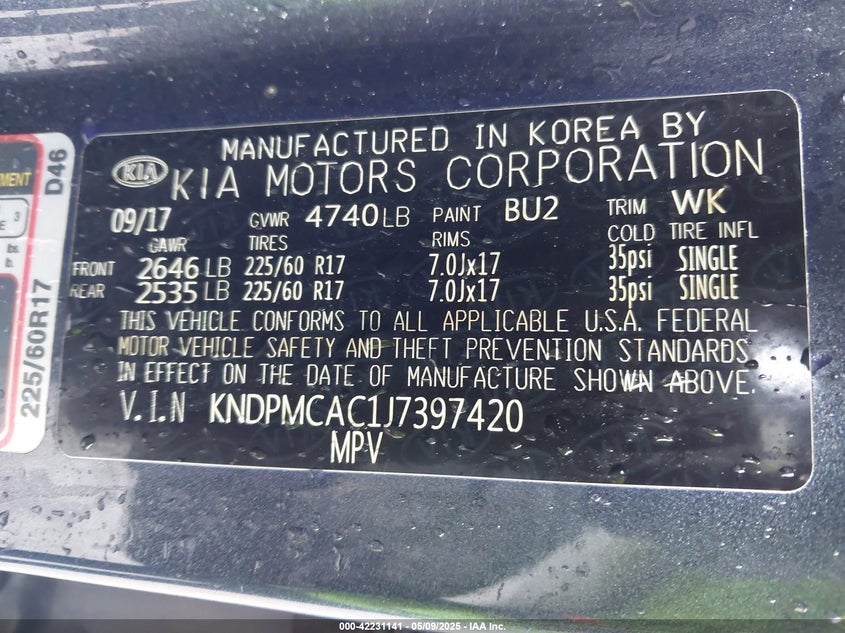 MANUFACTURED IN KOREA BY
KIA KIA MOTORS CORPORATION
09/17 GVWR 4740 LB PAINT BU2 TRIM WK
GAWR TIRES RIMS COLD TIRE INFL
FRONT 2646 LB 225/60 R17 7.0Jx17 35psi SINGLE
REAR 2535 LB 225/60 R17 7.0Jx17 35psi SINGLE
THIS VEHICLE CONFORMS TO ALL APPLICABLE U.S.A. FEDERAL
MOTOR VEHICLE SAFETY AND THEFT PREVENTION STANDARDS
IN EFFECT ON THE DATE OF MANUFACTURE SHOWN ABOVE.
V.I.N KNDPMCAC1J7397420
MPV
D46
225/60R17
3
lbs.
000-42231141 — 05/09/2025 — IAA Inc.